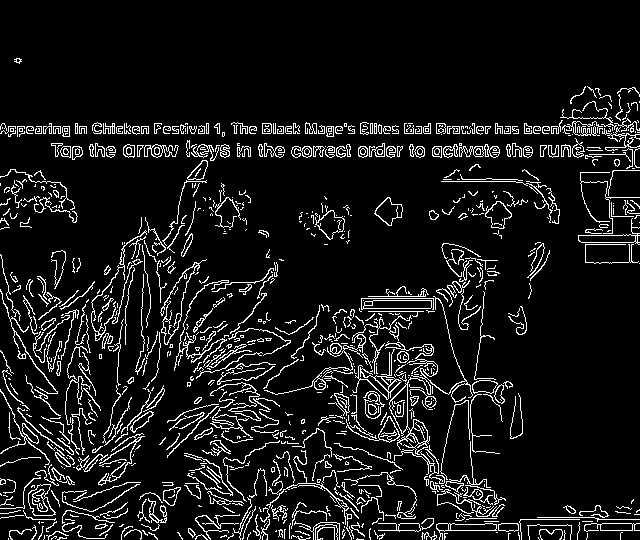 Appearing in Chicken Festival 1, The Black Mage's Elites Bad Brawler has been eliminated
Tap the arrow keys in the correct order to activate the rune.